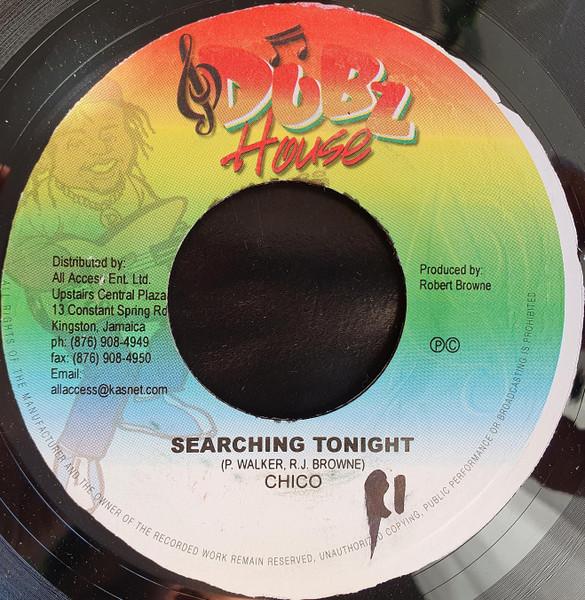 DUBZ
House
Distributed by:
All Access Ent. Ltd.
Upstairs Central Plaza
13 Constant Spring Rd
Kingston, Jamaica
ph: (876) 908-4949
fax: (876) 908-4950
Email:
allaccess@kasnet.com
Produced by:
Robert Browne
ⓅⒸ
SEARCHING TONIGHT
(P. WALKER, R.J. BROWNE)
CHICO
R1
ALL RIGHTS OF THE MANUFACTURER AND THE OWNER OF THE RECORDED WORK REMAIN RESERVED, UNAUTHORIZED COPYING, PUBLIC PERFORMANCE OR BROADCASTING IS PROHIBITED